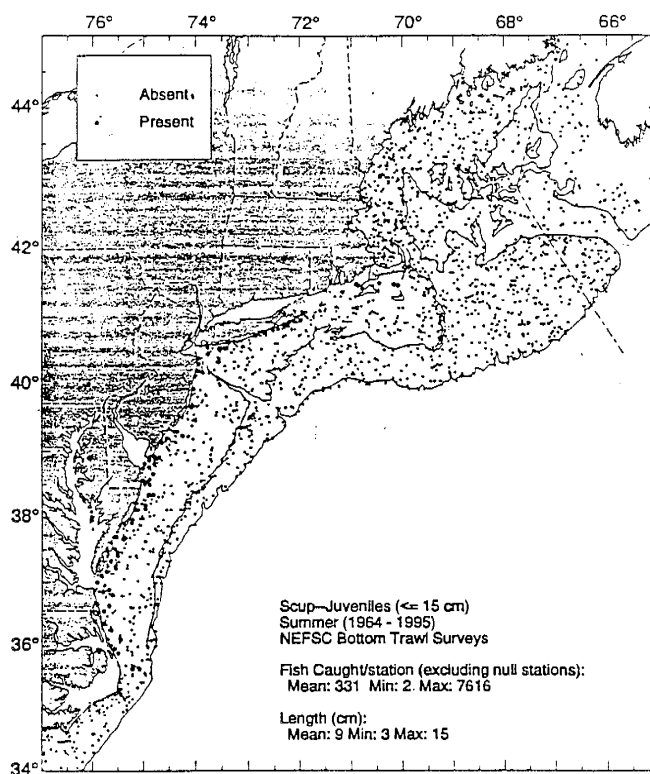 76° 74° 72° 70° 68° 66°
Absent
Present
44°
42°
40°
38°
36°
34°
Scup–Juveniles (<= 15 cm)
Summer (1964 - 1995)
NEFSC Bottom Trawl Surveys
Fish Caught/station (excluding null stations):
Mean: 331 Min: 2 Max: 7616
Length (cm):
Mean: 9 Min: 3 Max: 15